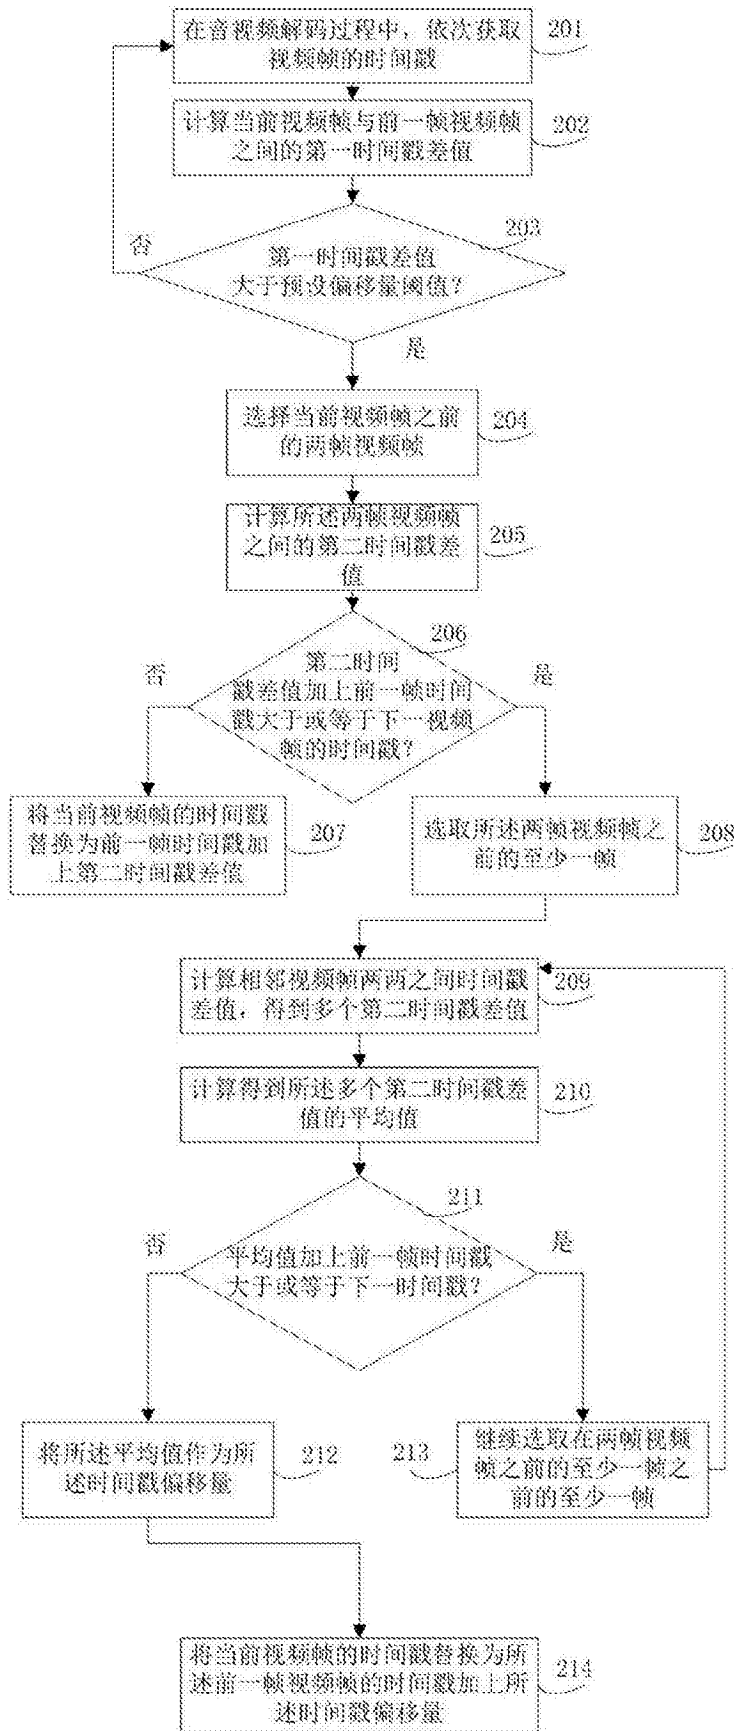 在音视频解码过程中，依次获取
视频帧的时间戳
201
计算当前视频帧与前一帧视频帧
之间的第一时间戳差值
202
203
否
第一时间戳差值
大于预设偏移量阈值？
是
选择当前视频帧之前
的两帧视频帧
204
计算所述两帧视频帧
之间的第二时间戳差
值
205
206
否
第二时间
戳差值加上前一帧时间
戳大于或等于下一视频
帧的时间戳？
是
将当前视频帧的时间戳
替换为前一帧时间戳加
上第二时间戳差值
207
选取所述两帧视频帧之
前的至少一帧
208
计算相邻视频帧两两之间时间戳
差值，得到多个第二时间戳差值
209
计算得到所述多个第二时间戳差
值的平均值
210
211
否
平均值加上前一帧时间戳
大于或等于下一时间戳？
是
将所述平均值作为所
述时间戳偏移量
212
213
继续选取在两帧视频
帧之前的至少一帧之
前的至少一帧
将当前视频帧的时间戳替换为所
述前一帧视频帧的时间戳加上所
述时间戳偏移量
214